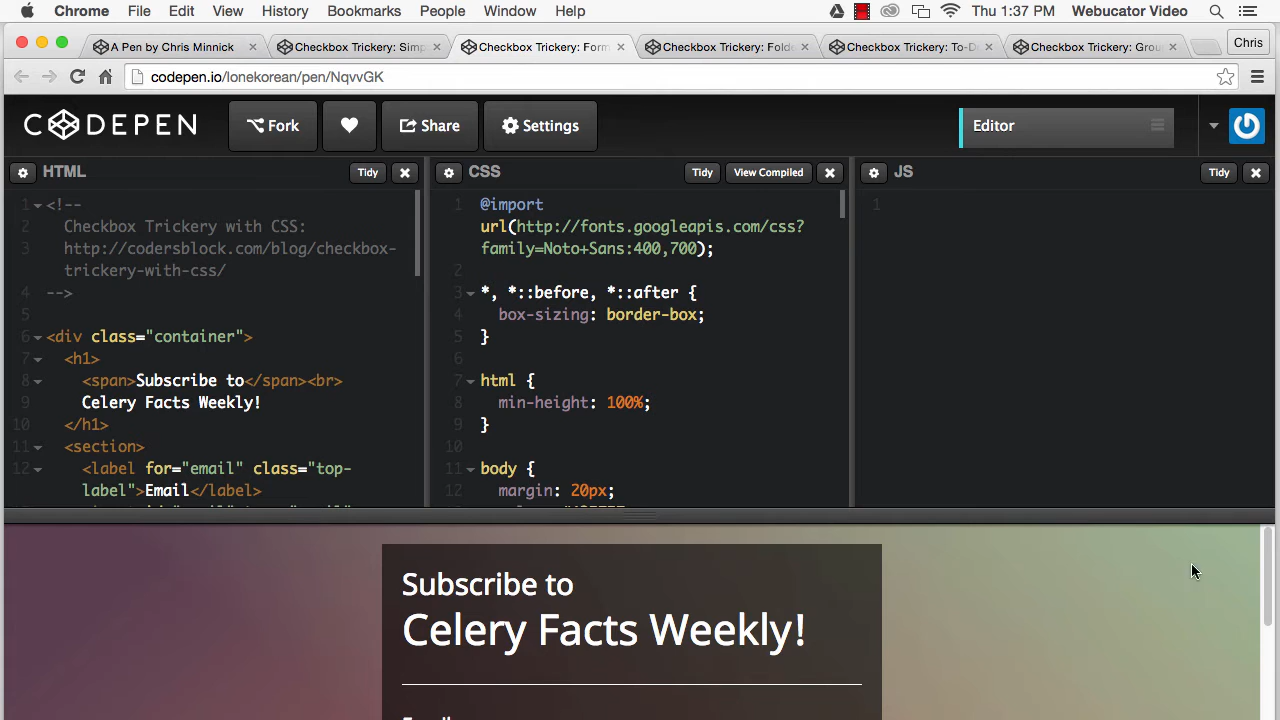 Chrome File Edit View History Bookmarks People Window Help Thu 1:37 PM Webucator Video
A Pen by Chris Minnick Checkbox Trickery: Simp Checkbox Trickery: Form Checkbox Trickery: Folde Checkbox Trickery: To-D Checkbox Trickery: Grou Chris
codepen.io/lonekorean/pen/NqvvGK
CODEPEN Fork Share Settings Editor
HTML Tidy CSS Tidy View Compiled JS Tidy
1 <!--
2 Checkbox Trickery with CSS:
3 http://codersblock.com/blog/checkbox-
trickery-with-css/
4 -->
5
6 <div class="container">
7 <h1>
8 <span>Subscribe to</span><br>
9 Celery Facts Weekly!
10 </h1>
11 <section>
12 <label for="email" class="top-
label">Email</label>
1 @import
url(http://fonts.googleapis.com/css?
family=Noto+Sans:400,700);
2
3 *, *::before, *::after {
4 box-sizing: border-box;
5 }
6
7 html {
8 min-height: 100%;
9 }
10
11 body {
12 margin: 20px;
1
Subscribe to
Celery Facts Weekly!